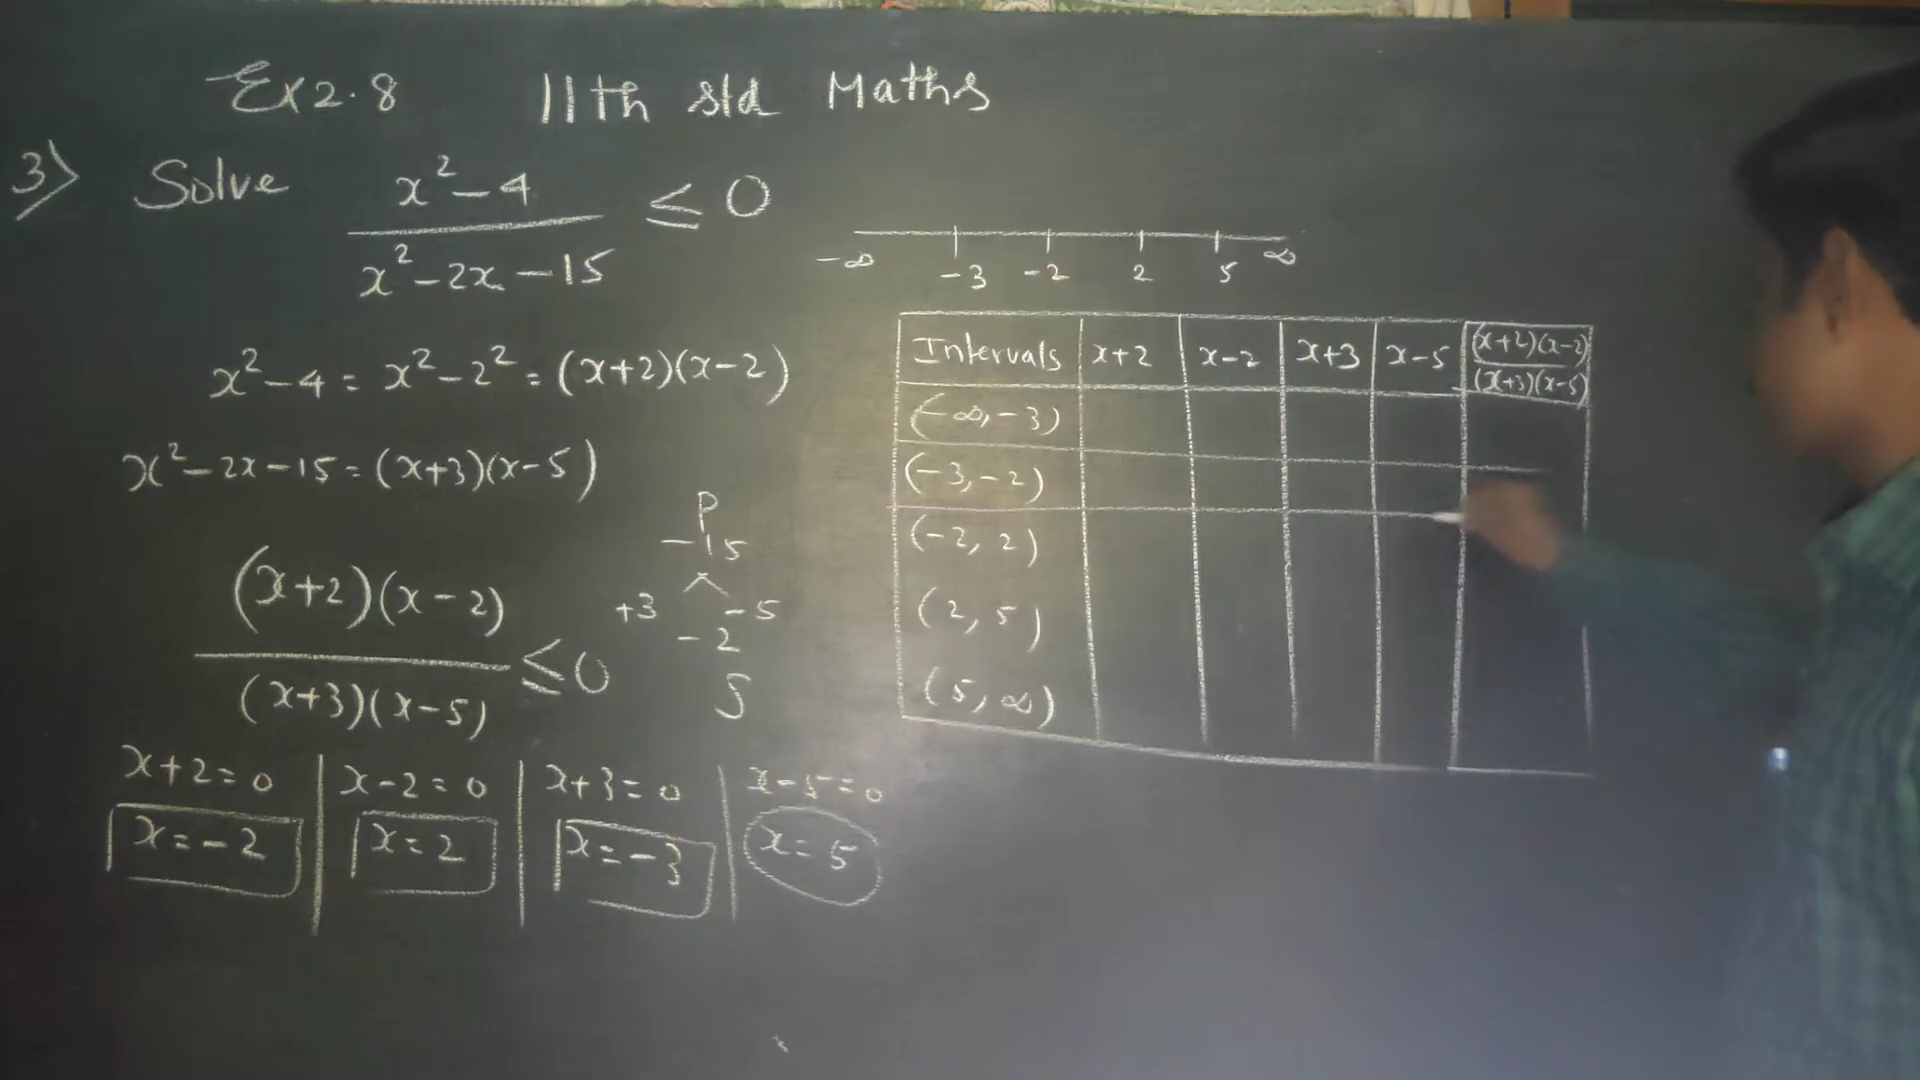 Ex 2.8 11th std Maths
3) Solve x² - 4 / x² - 2x - 15 ≤ 0
x² - 4 = x² - 2² = (x+2)(x-2)
x² - 2x - 15 = (x+3)(x-5)
P
-15
+3 -5
-2
S
(x+2)(x-2) / (x+3)(x-5) ≤ 0
x+2=0 | x-2=0 | x+3=0 | x-5=0
x=-2 | x=2 | x=-3 | x=5
-∞ -3 -2 2 5 ∞
Intervals | x+2 | x-2 | x+3 | x-5 | (x+2)(x-2) / (x+3)(x-5)
(-∞, -3)
(-3, -2)
(-2, 2)
(2, 5)
(5, ∞)